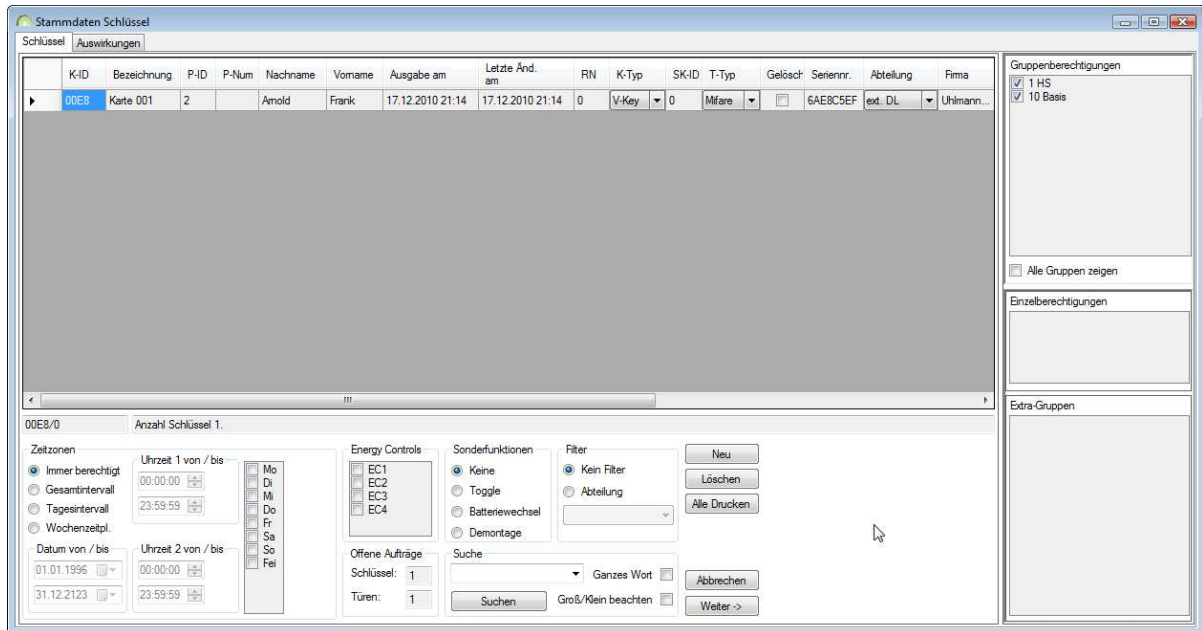 Stammdaten Schlüssel
Schlüssel Auswirkungen
K-ID Bezeichnung P-ID P-Num Nachname Vorname Ausgabe am Letzte Änd. am RN K-Typ SK-ID T-Typ Gelösch Seriennr. Abteilung Firma
00E8 Karte 001 2 Arnold Frank 17.12.2010 21:14 17.12.2010 21:14 0 V-Key 0 Mifare 6AE8C5EF ext. DL Uhlmann...
Gruppenberechtigungen
1 HS
10 Basis
Alle Gruppen zeigen
Einzelberechtigungen
Extra-Gruppen
00E8/0 Anzahl Schlüssel 1.
Zeitzonen
Immer berechtigt
Gesamtintervall
Tagesintervall
Wochenzeitpl.
Uhrzeit 1 von / bis
00:00:00
23:59:59
Datum von / bis
01.01.1996
31.12.2123
Uhrzeit 2 von / bis
00:00:00
23:59:59
Mo
Di
Mi
Do
Fr
Sa
So
Fei
Energy Controls
EC1
EC2
EC3
EC4
Offene Aufträge
Schlüssel: 1
Türen: 1
Sonderfunktionen
Keine
Toggle
Batteriewechsel
Demontage
Filter
Kein Filter
Abteilung
Suche
Ganzes Wort
Suchen Groß/Klein beachten
Neu
Löschen
Alle Drucken
Abbrechen
Weiter ->